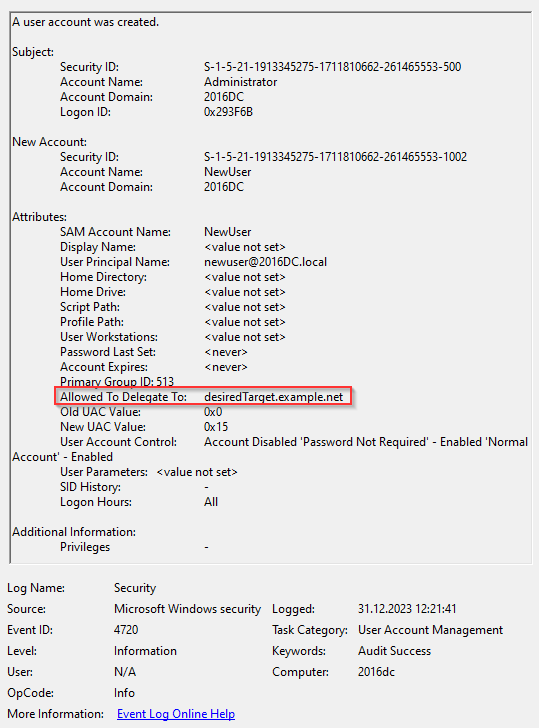 A user account was created.
Subject:
Security ID: S-1-5-21-1913345275-1711810662-261465553-500
Account Name: Administrator
Account Domain: 2016DC
Logon ID: 0x293F6B
New Account:
Security ID: S-1-5-21-1913345275-1711810662-261465553-1002
Account Name: NewUser
Account Domain: 2016DC
Attributes:
SAM Account Name: NewUser
Display Name: <value not set>
User Principal Name: newuser@2016DC.local
Home Directory: <value not set>
Home Drive: <value not set>
Script Path: <value not set>
Profile Path: <value not set>
User Workstations: <value not set>
Password Last Set: <never>
Account Expires: <never>
Primary Group ID: 513
Allowed To Delegate To: desiredTarget.example.net
Old UAC Value: 0x0
New UAC Value: 0x15
User Account Control: Account Disabled 'Password Not Required' - Enabled 'Normal
Account' - Enabled
User Parameters: <value not set>
SID History: -
Logon Hours: All
Additional Information:
Privileges -
Log Name: Security
Source: Microsoft Windows security Logged: 31.12.2023 12:21:41
Event ID: 4720 Task Category: User Account Management
Level: Information Keywords: Audit Success
User: N/A Computer: 2016dc
OpCode: Info
More Information: Event Log Online Help